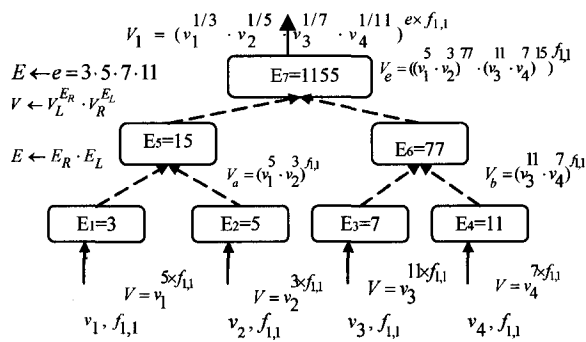 V₁ = (v₁^{1/3} · v₂^{1/5} · v₃^{1/7} · v₄^{1/11})^{e×f₁,₁}
E ← e = 3·5·7·11
E₇=1155
V_e = ((v₁^5 · v₂^3)^{77} · (v₃^{11} · v₄^7)^{15})^{f₁,₁}
V ← V_L^{E_R} · V_R^{E_L}
E₅=15
E₆=77
E ← E_R · E_L
V_a = (v₁^5 · v₂^3)^{f₁,₁}
V_b = (v₃^{11} · v₄^7)^{f₁,₁}
E₁=3
E₂=5
E₃=7
E₄=11
V = v₁^{5×f₁,₁}
V = v₂^{3×f₁,₁}
V = v₃^{11×f₁,₁}
V = v₄^{7×f₁,₁}
v₁, f₁,₁
v₂, f₁,₁
v₃, f₁,₁
v₄, f₁,₁